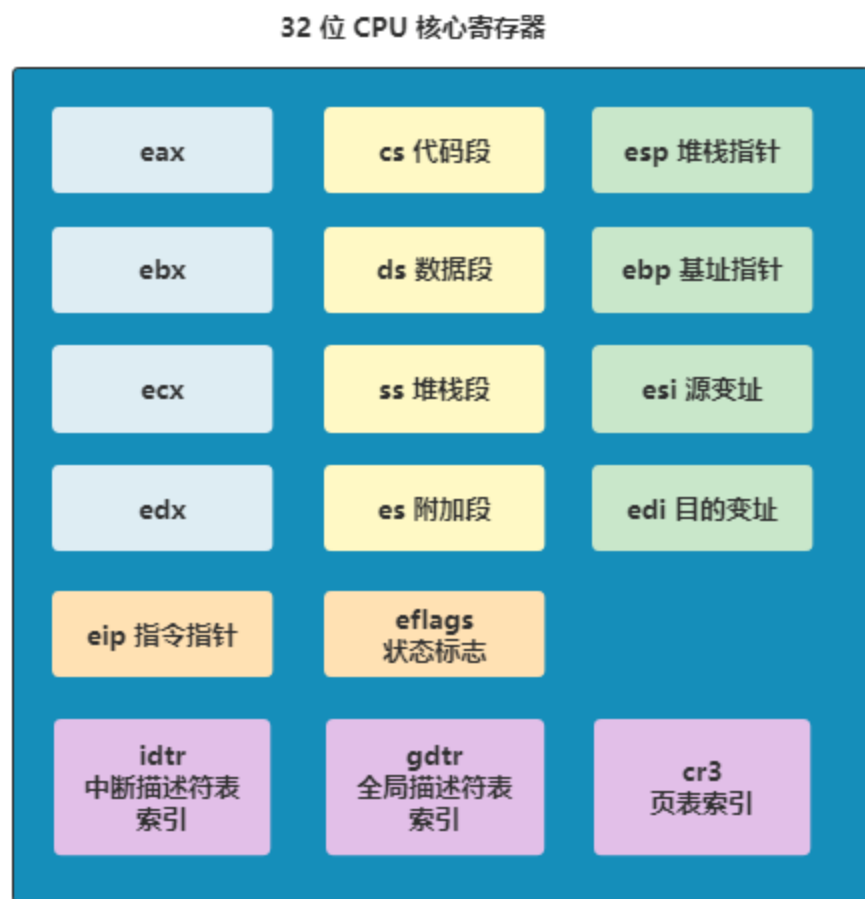 32 位 CPU 核心寄存器
eax
cs 代码段
esp 堆栈指针
ebx
ds 数据段
ebp 基址指针
ecx
ss 堆栈段
esi 源变址
edx
es 附加段
edi 目的变址
eip 指令指针
eflags
状态标志
idtr
中断描述符表
索引
gdtr
全局描述符表
索引
cr3
页表索引